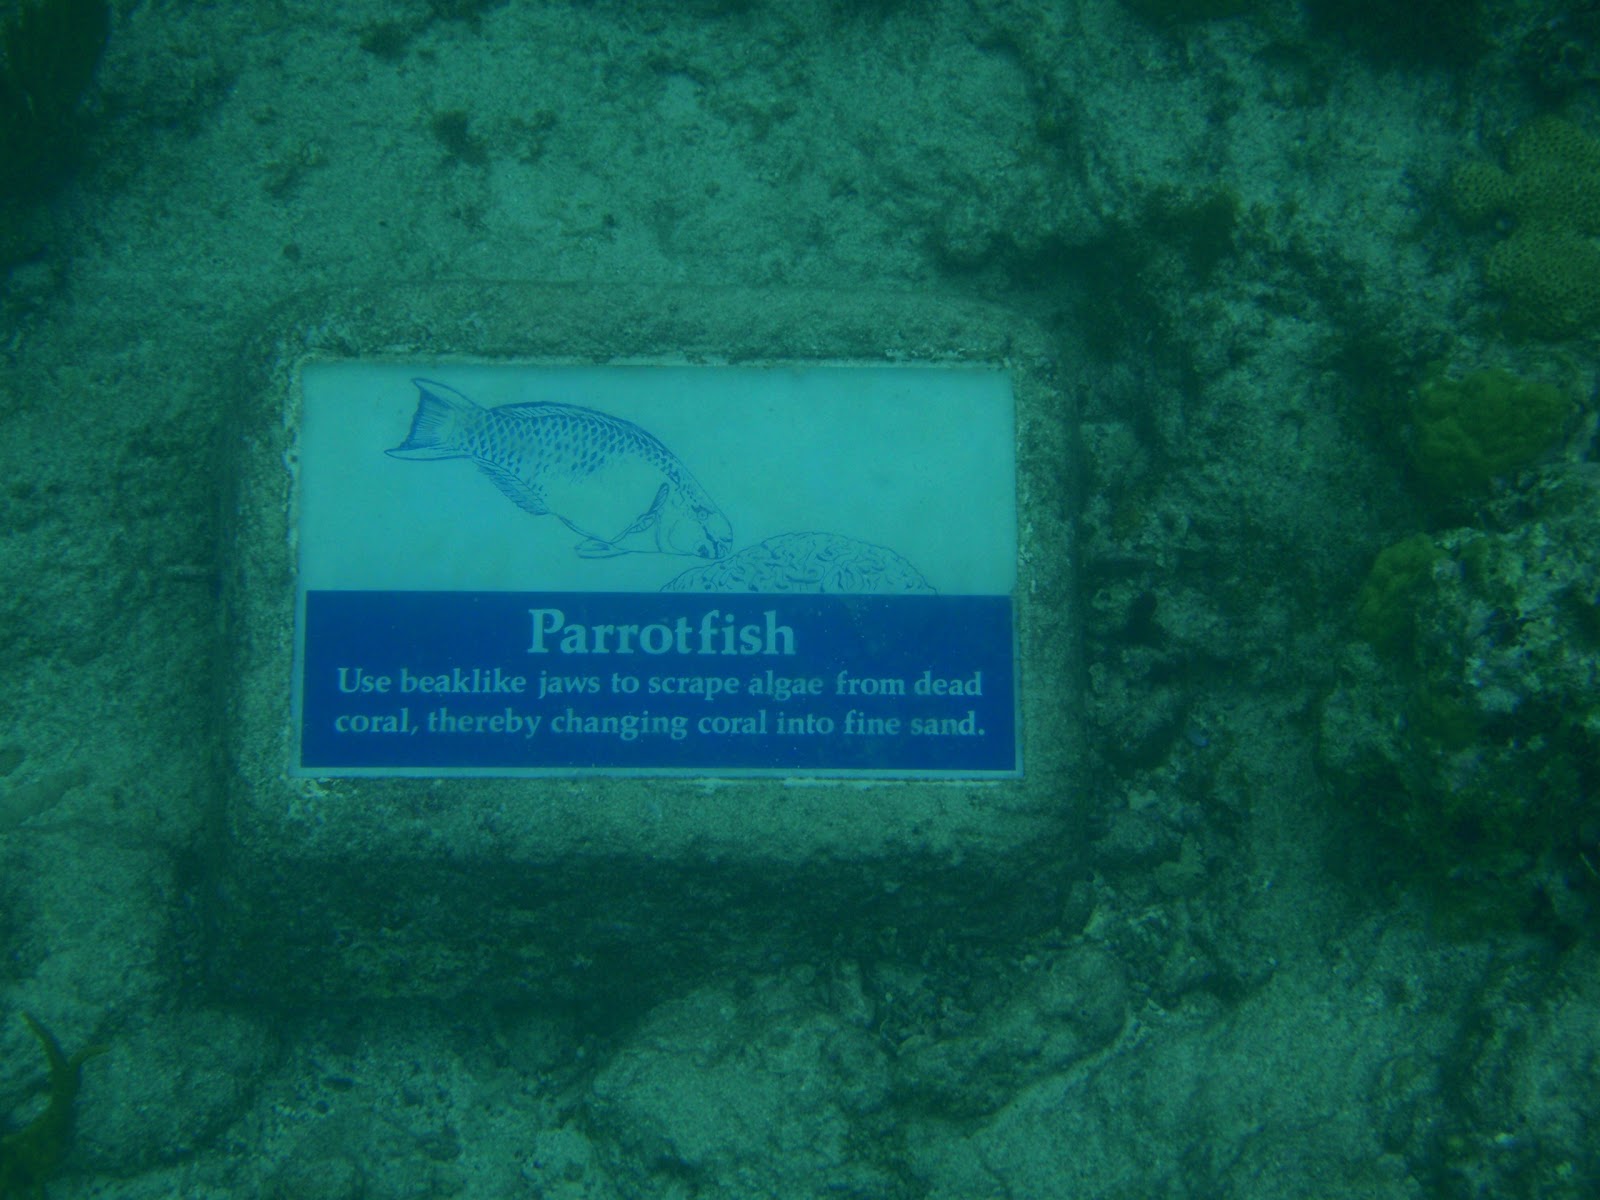 Parrotfish
Use beaklike jaws to scrape algae from dead
coral, thereby changing coral into fine sand.